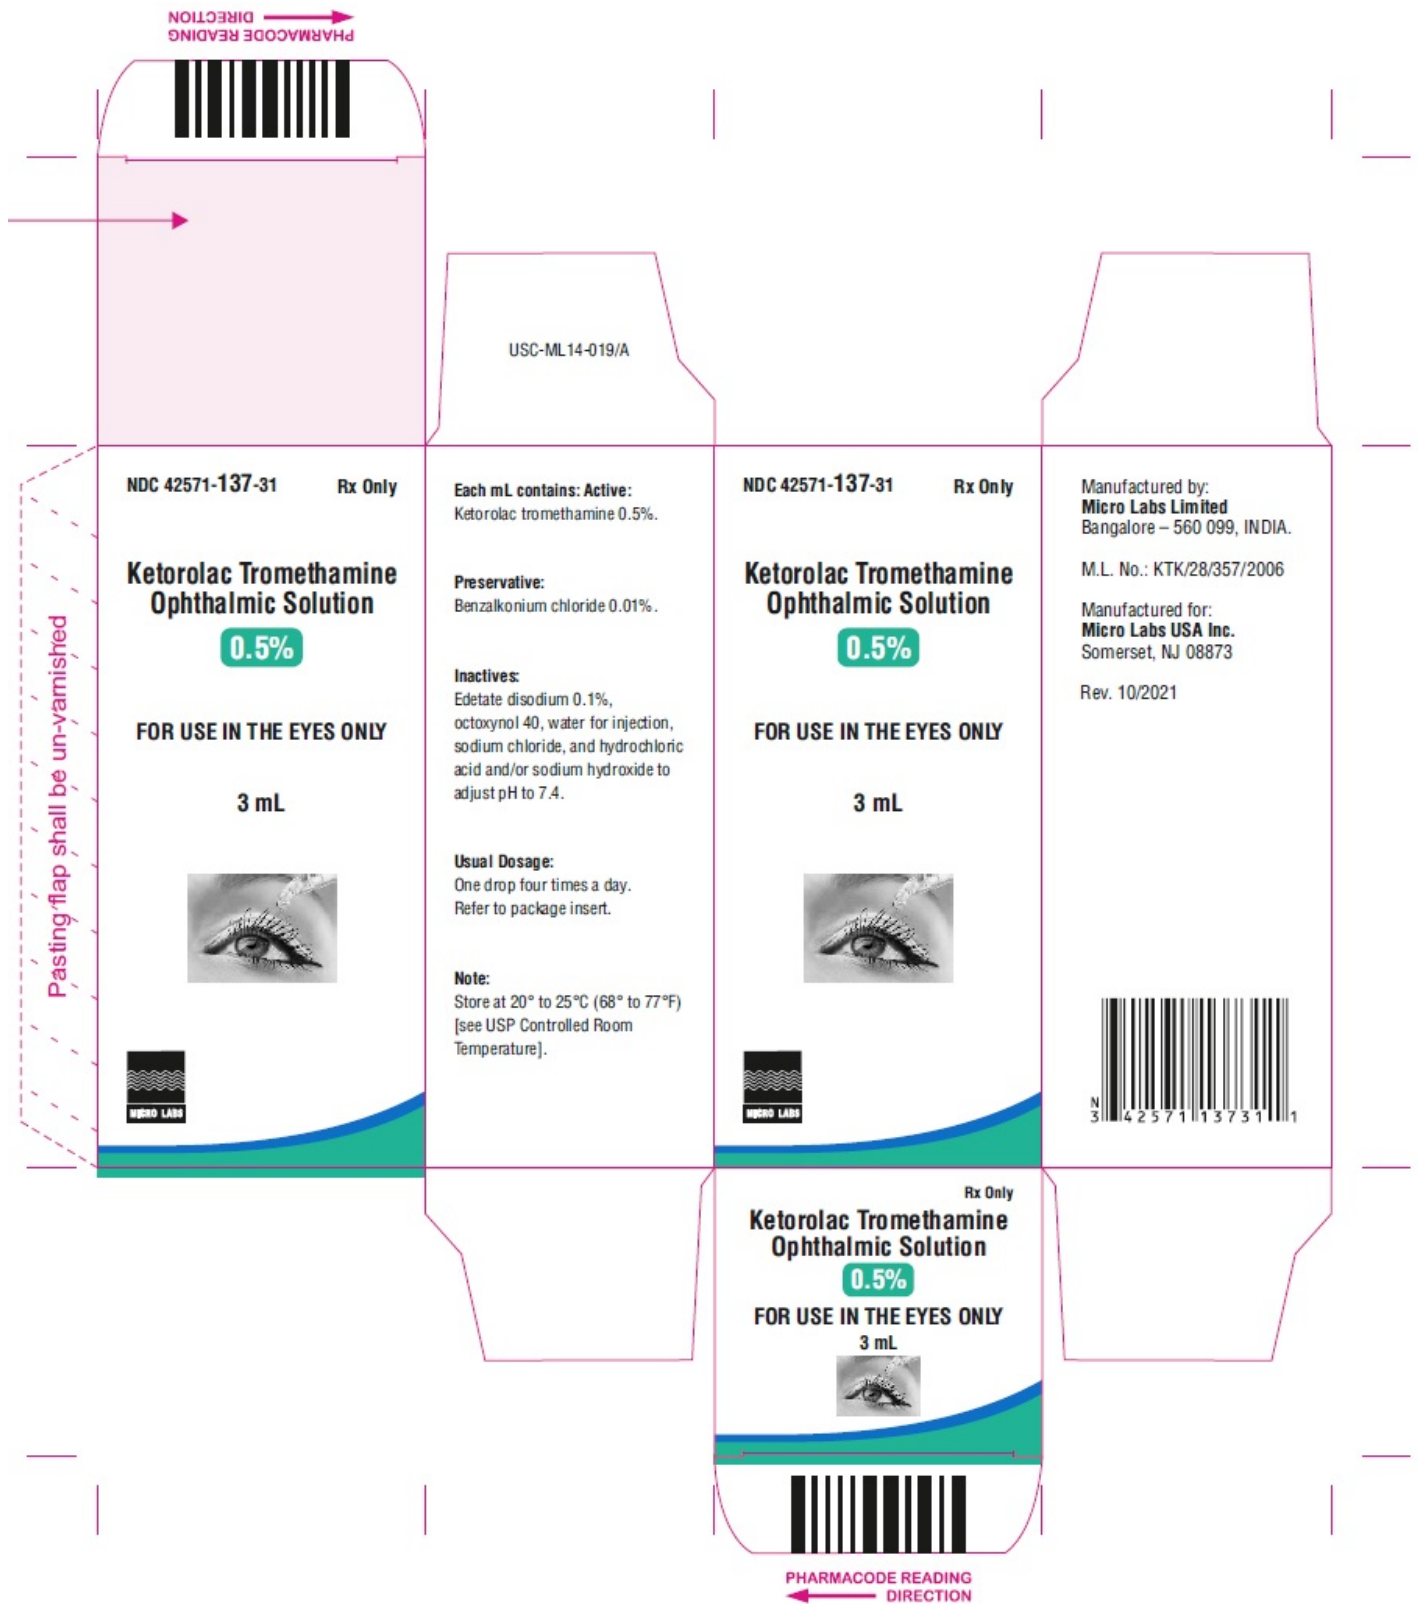 PHARMACODE READING
DIRECTION
USC-ML14-019/A
Pasting flap shall be un-varnished
NDC 42571-137-31 Rx Only
Ketorolac Tromethamine
Ophthalmic Solution
0.5%
FOR USE IN THE EYES ONLY
3 mL
MICRO LABS
Each mL contains: Active:
Ketorolac tromethamine 0.5%.
Preservative:
Benzalkonium chloride 0.01%.
Inactives:
Edetate disodium 0.1%,
octoxynol 40, water for injection,
sodium chloride, and hydrochloric
acid and/or sodium hydroxide to
adjust pH to 7.4.
Usual Dosage:
One drop four times a day.
Refer to package insert.
Note:
Store at 20° to 25°C (68° to 77°F)
[see USP Controlled Room
Temperature].
NDC 42571-137-31 Rx Only
Ketorolac Tromethamine
Ophthalmic Solution
0.5%
FOR USE IN THE EYES ONLY
3 mL
MICRO LABS
Manufactured by:
Micro Labs Limited
Bangalore – 560 099, INDIA.
M.L. No.: KTK/28/357/2006
Manufactured for:
Micro Labs USA Inc.
Somerset, NJ 08873
Rev. 10/2021
N
3 42571 13731 1
Rx Only
Ketorolac Tromethamine
Ophthalmic Solution
0.5%
FOR USE IN THE EYES ONLY
3 mL
PHARMACODE READING
DIRECTION